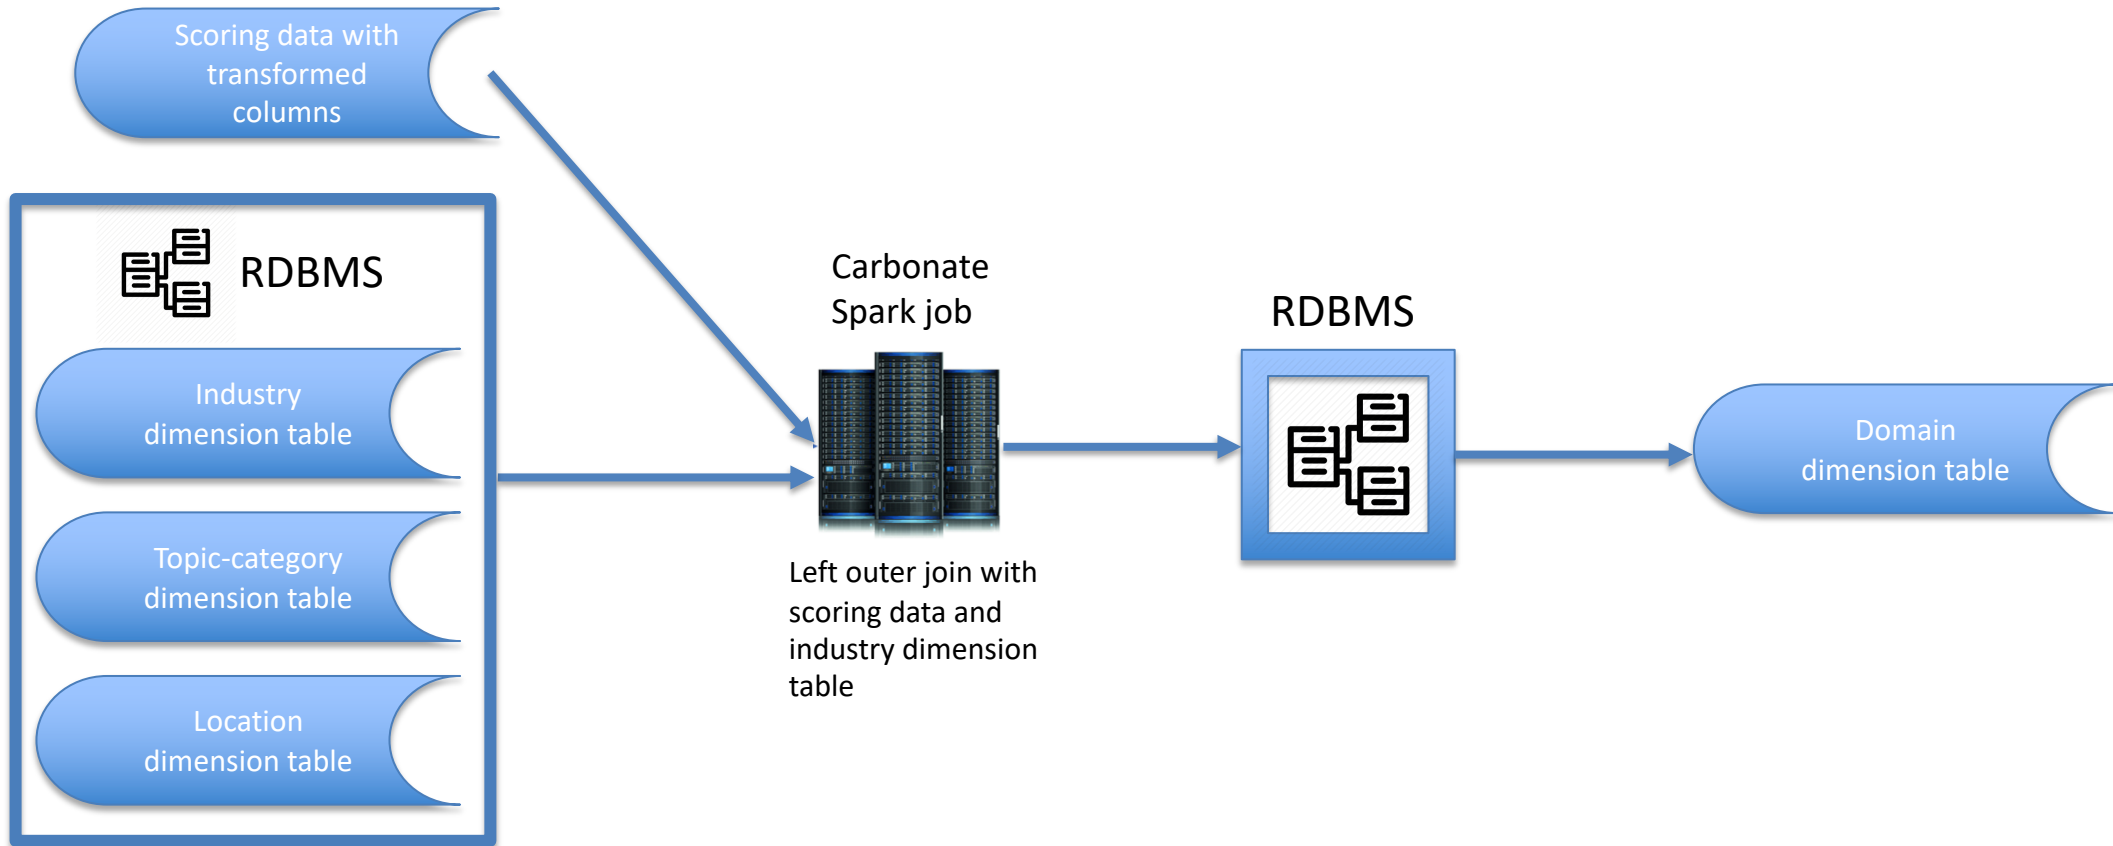 Scoring data with
transformed
columns
RDBMS
Industry
dimension table
Topic-category
dimension table
Location
dimension table
Carbonate
Spark job
Left outer join with
scoring data and
industry dimension
table
RDBMS
Domain
dimension table